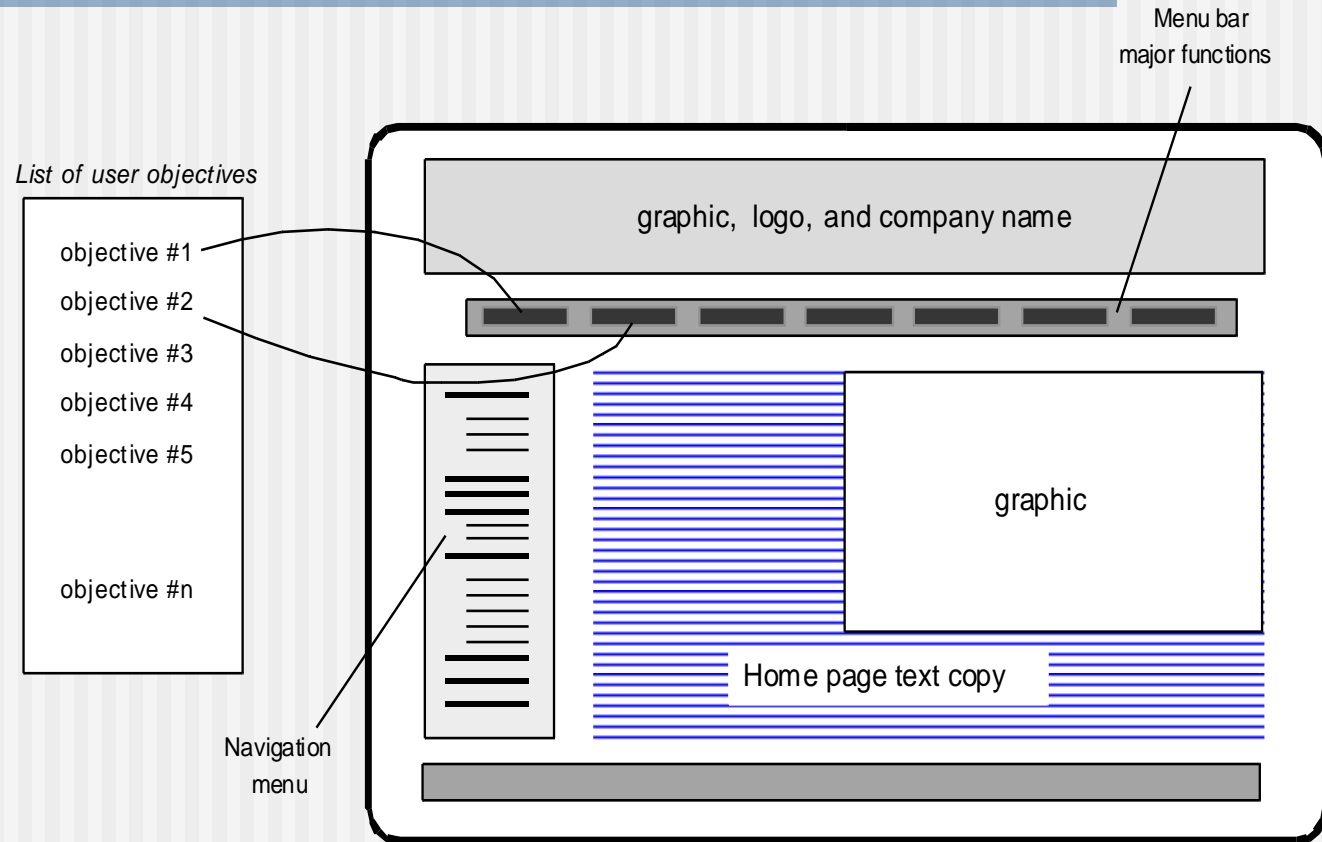 Menu bar
major functions
List of user objectives
graphic, logo, and company name
objective #1
objective #2
objective #3
objective #4
objective #5
graphic
objective #n
Home page text copy
Navigation
menu